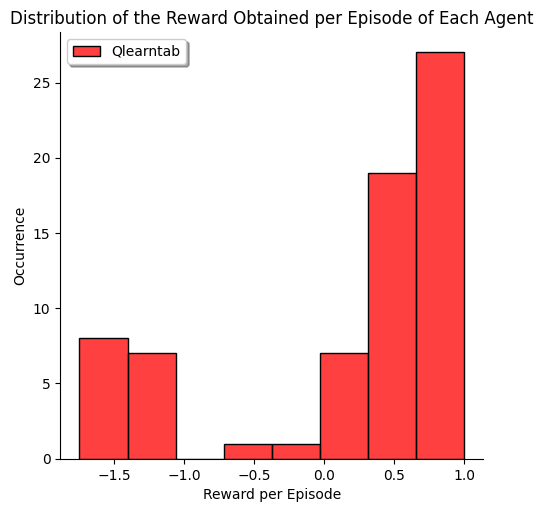 Distribution of the Reward Obtained per Episode of Each Agent
Qlearntab
Occurrence
25
20
15
10
5
0
−1.5 −1.0 −0.5 0.0 0.5 1.0
Reward per Episode